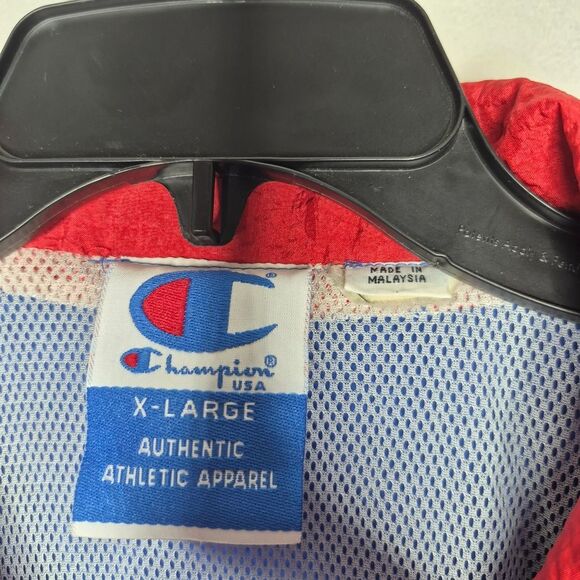 Champion®
USA
X-LARGE
AUTHENTIC
ATHLETIC APPAREL
MADE IN
MALAYSIA